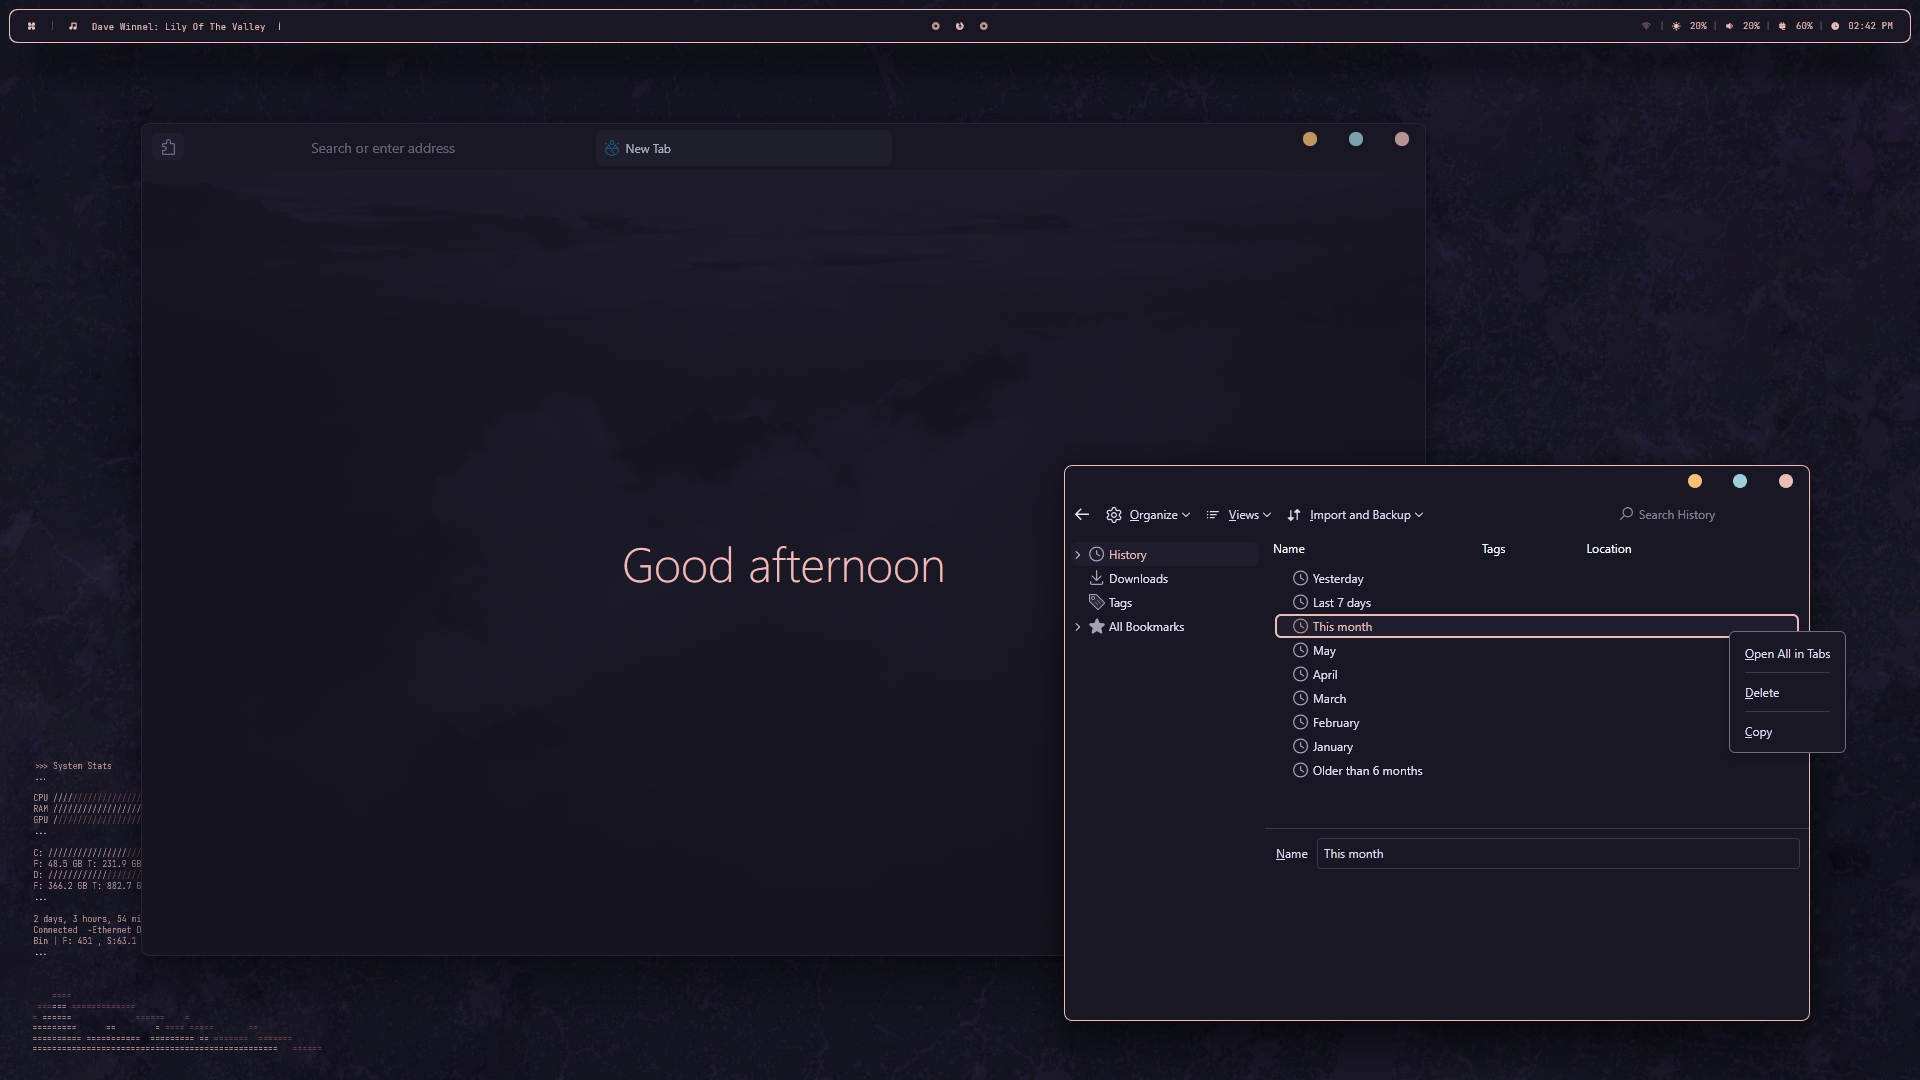 Dave Winnel: Lily Of The Valley
20% | 20% | 60% | 02:42 PM
Search or enter address
New Tab
Good afternoon
Organize
Views
Import and Backup
Search History
History
Downloads
Tags
All Bookmarks
Name
Tags
Location
Yesterday
Last 7 days
This month
May
April
March
February
January
Older than 6 months
Open All in Tabs
Delete
Copy
Name
This month
>>> System Stats
...
CPU //////////////////
RAM //////////////////
GPU //////////////////
...
C: ///////////////////
F: 48.5 GB T: 231.9 GB
D: ///////////////////
F: 366.2 GB T: 882.7 G
...
2 days, 3 hours, 54 mi
Connected -Ethernet D
Bin | F: 451 , S:63.1
...